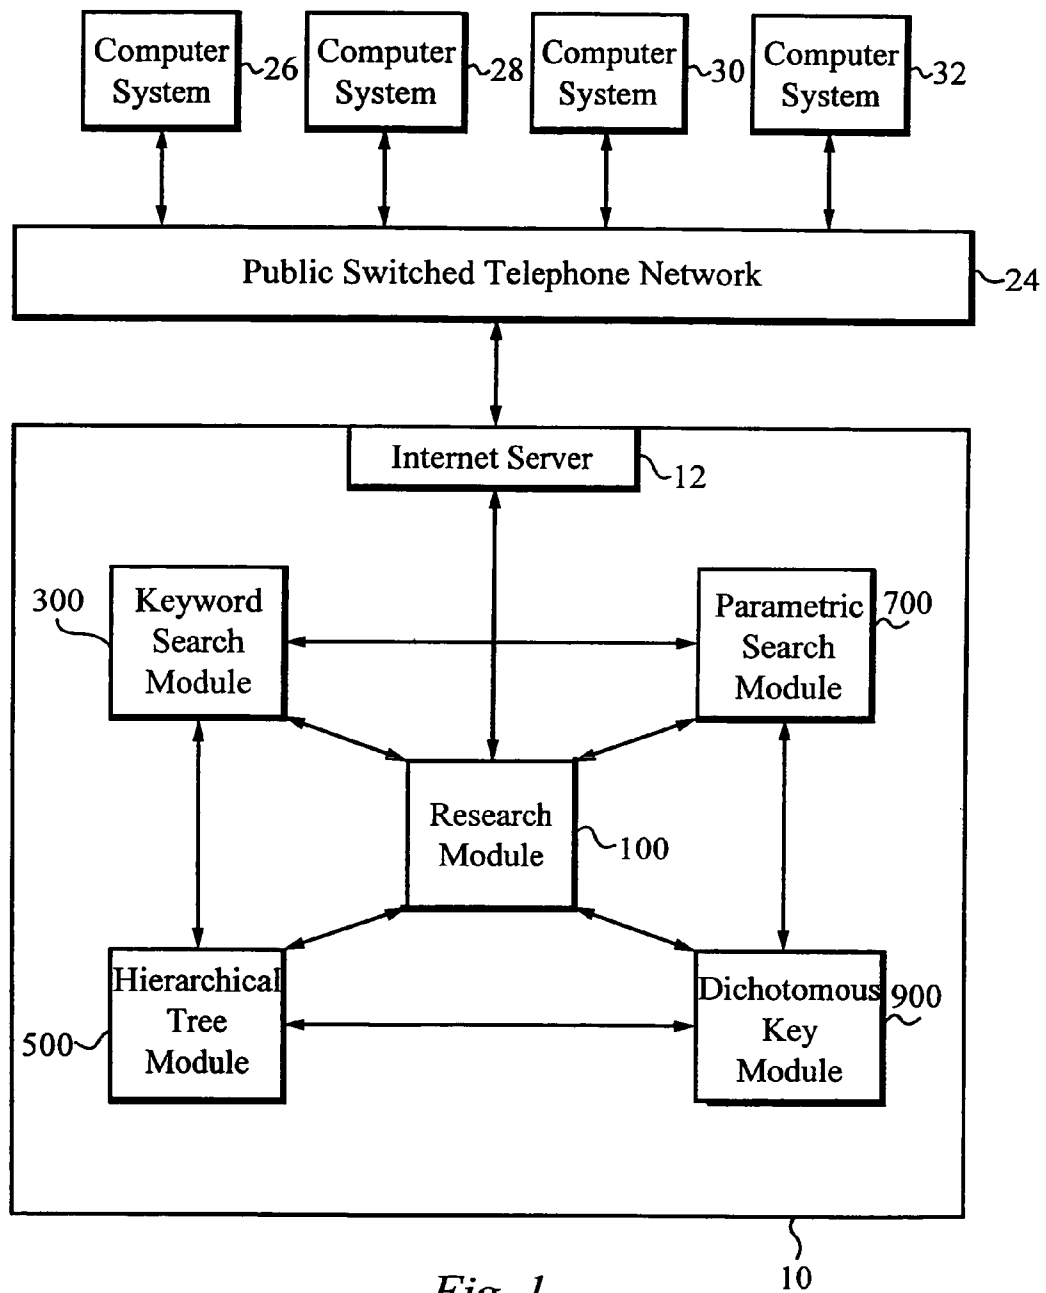 Computer
System
26
Computer
System
28
Computer
System
30
Computer
System
32
Public Switched Telephone Network
24
Internet Server
12
300
Keyword
Search
Module
Parametric
Search
Module
700
Research
Module
100
Hierarchical
Tree
Module
500
Dichotomous
Key
Module
900
10
Fig. 1